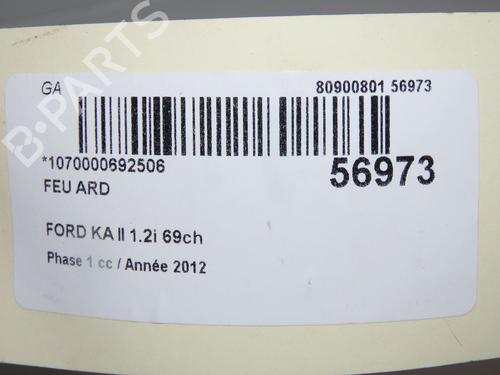 GA 80900801 56973
*1070000692506 56973
FEU ARD
FORD KA II 1.2i 69ch
Phase 1 cc / Année 2012
B-PARTS